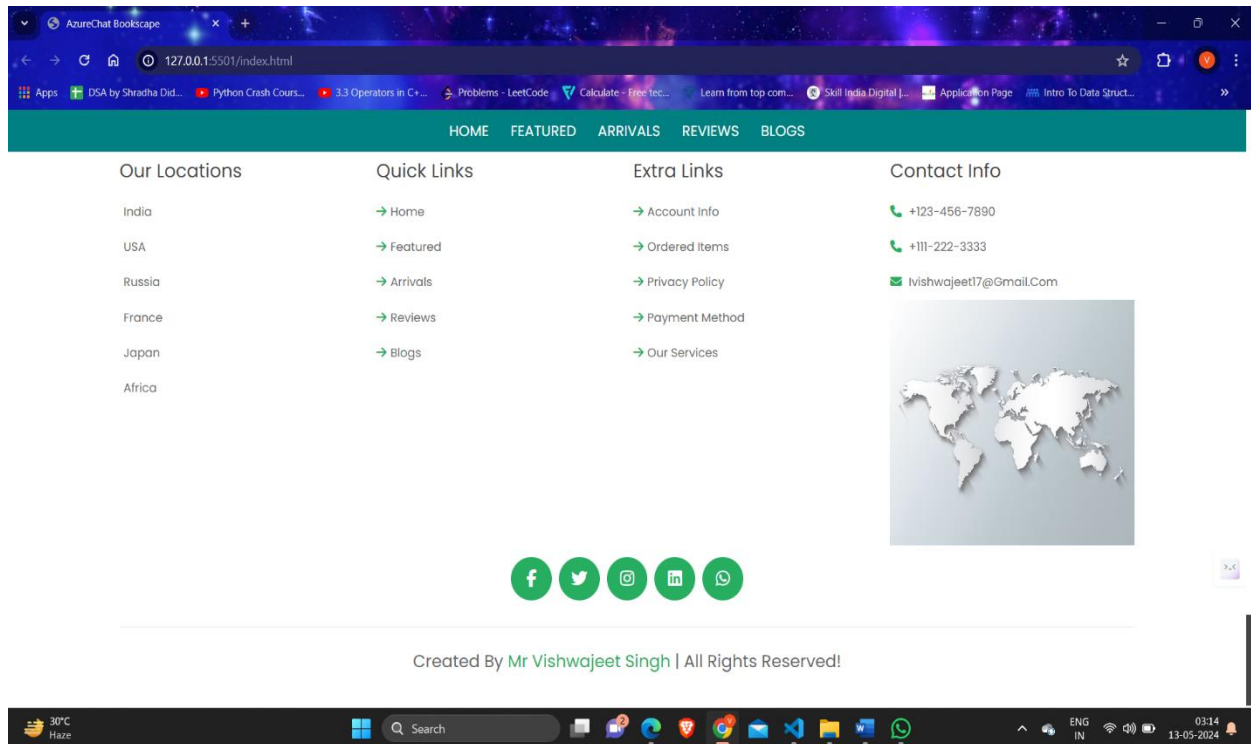 AzureChat Bookscape
127.0.0.1:5501/index.html
Apps DSA by Shradha Did... Python Crash Cours... 3.3 Operators in C+... Problems - LeetCode Calculate - Free tec... Learn from top com... Skill India Digital |... Application Page Intro To Data Struct... »
HOME FEATURED ARRIVALS REVIEWS BLOGS
Our Locations
India
USA
Russia
France
Japan
Africa
Quick Links
Home
Featured
Arrivals
Reviews
Blogs
Extra Links
Account Info
Ordered Items
Privacy Policy
Payment Method
Our Services
Contact Info
+123-456-7890
+111-222-3333
Ivishwajeet17@Gmail.Com
Created By Mr Vishwajeet Singh | All Rights Reserved!
30°C
Haze
Search
2
ENG
IN
03:14
13-05-2024